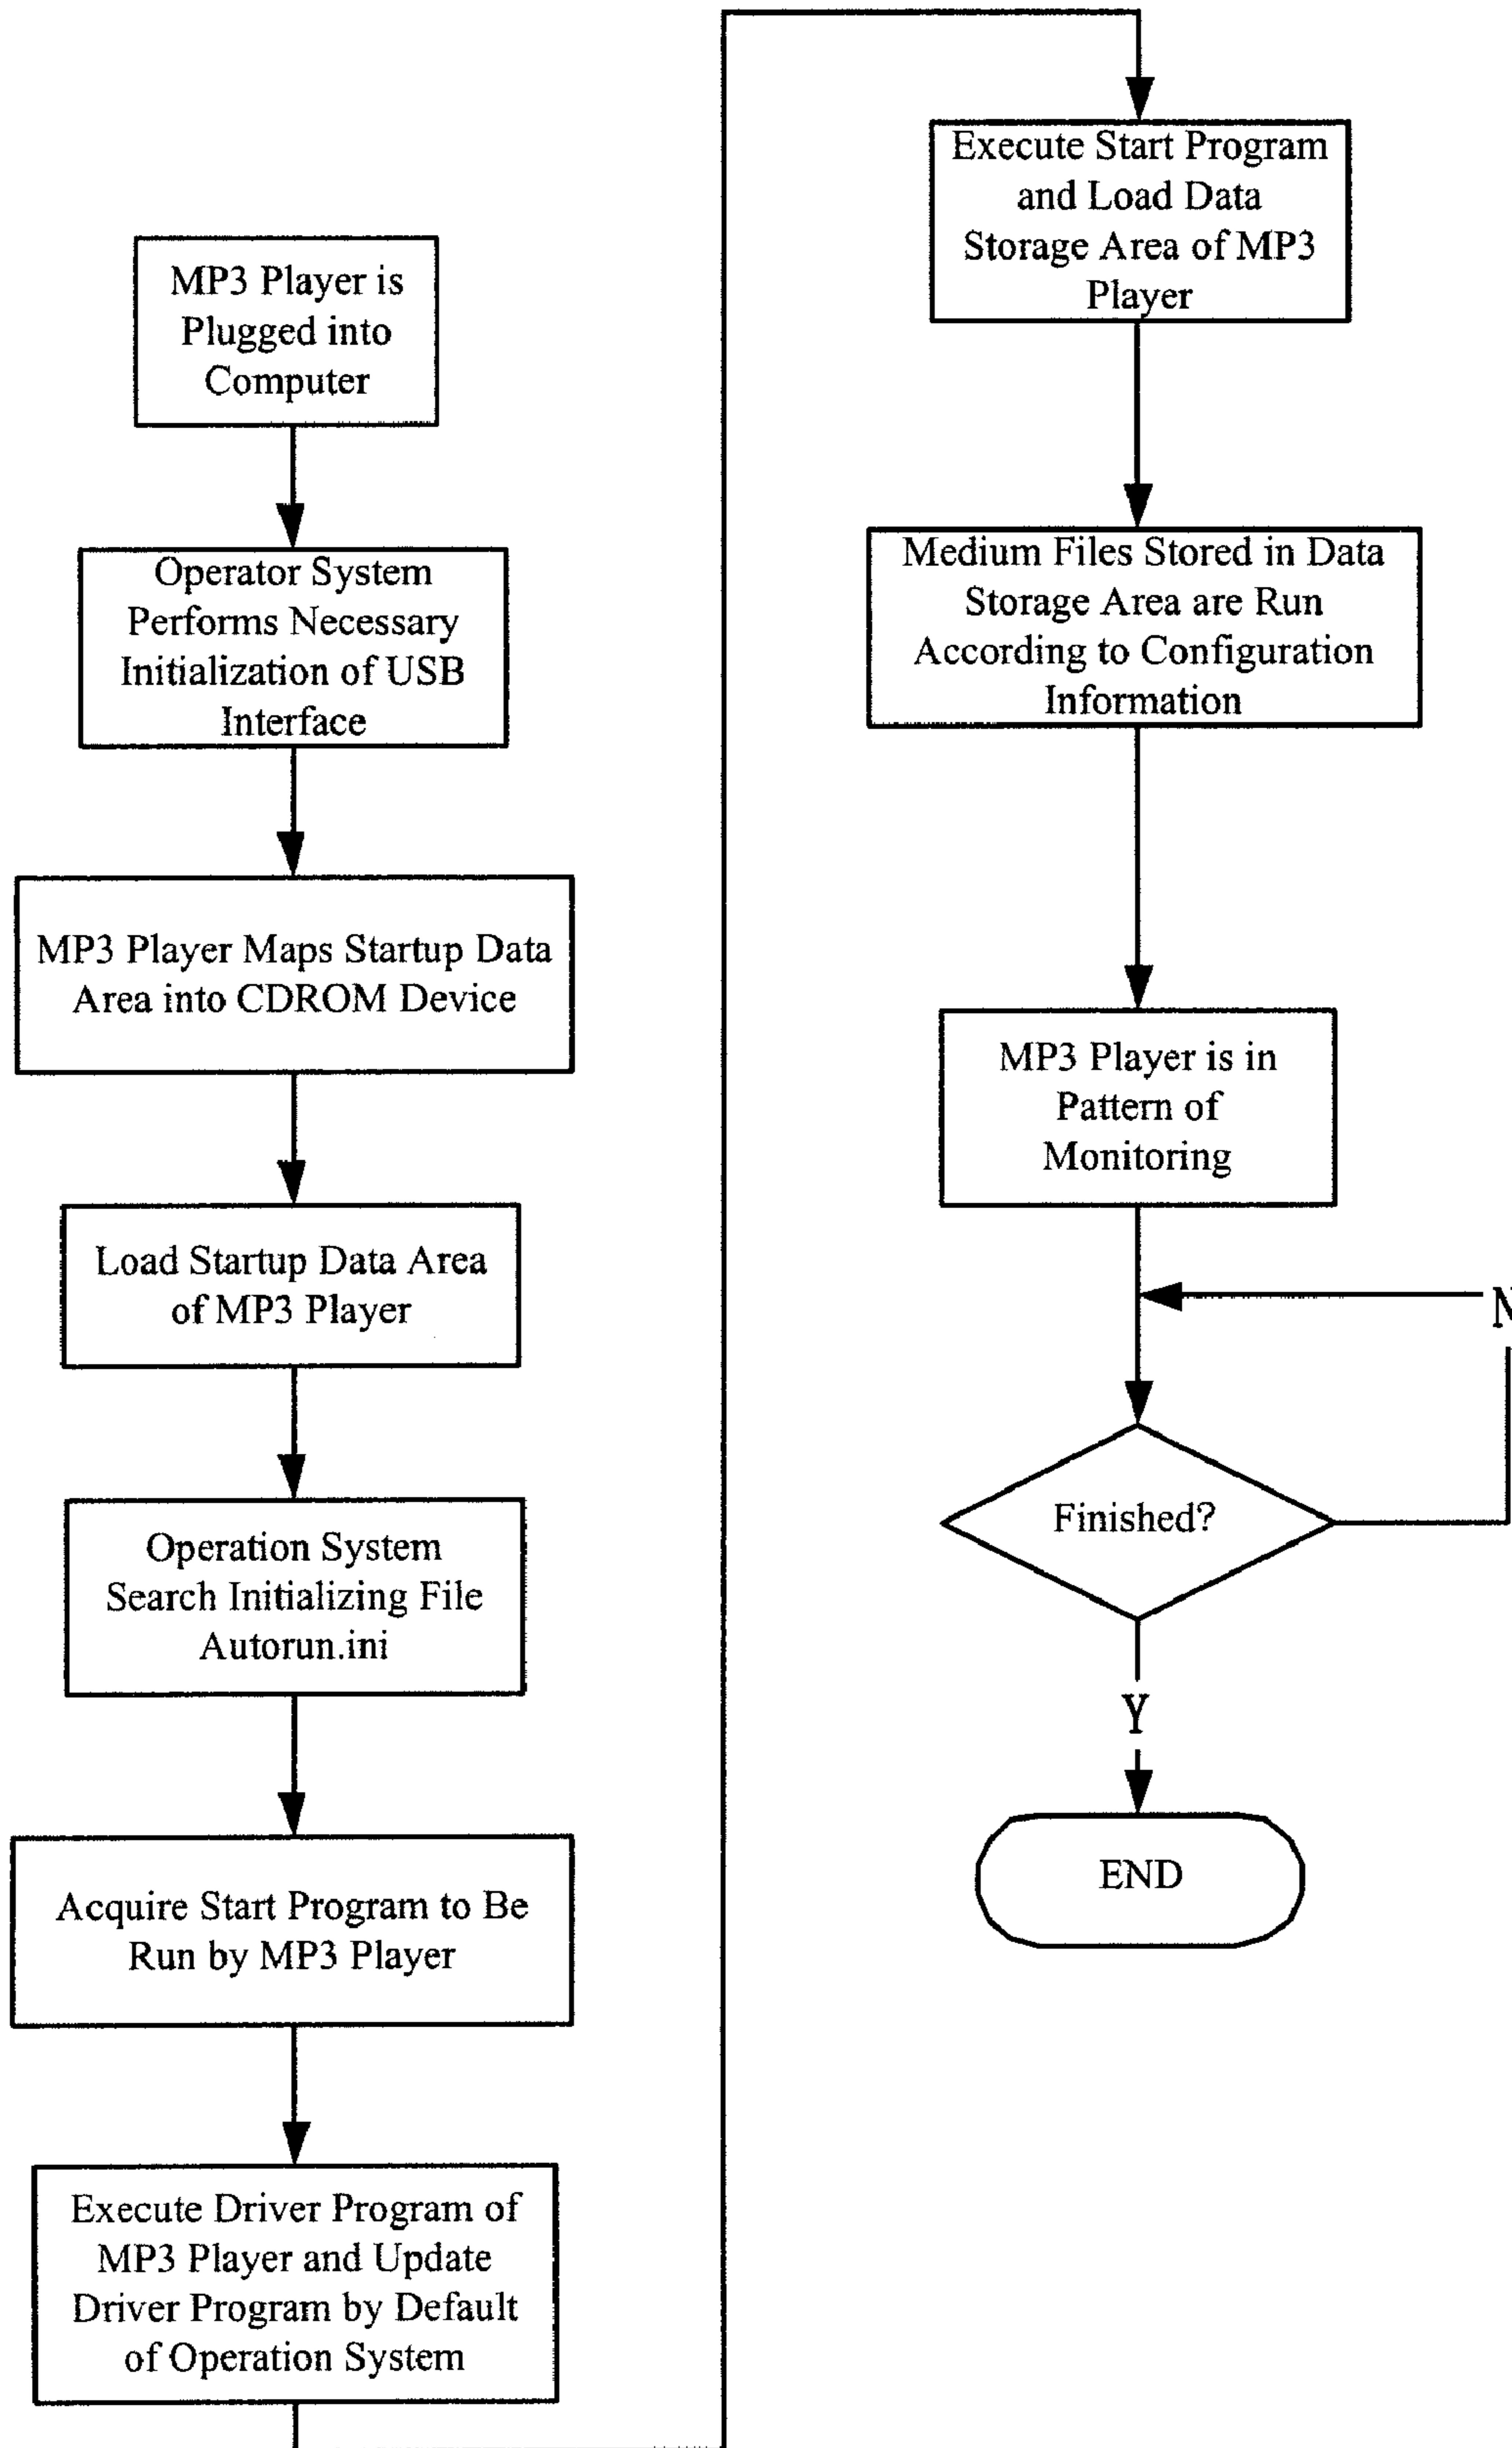 MP3 Player is
Plugged into
Computer
Operator System
Performs Necessary
Initialization of USB
Interface
MP3 Player Maps Startup Data
Area into CDROM Device
Load Startup Data Area
of MP3 Player
Operation System
Search Initializing File
Autorun.ini
Acquire Start Program to Be
Run by MP3 Player
Execute Driver Program of
MP3 Player and Update
Driver Program by Default
of Operation System
Execute Start Program
and Load Data
Storage Area of MP3
Player
Medium Files Stored in Data
Storage Area are Run
According to Configuration
Information
MP3 Player is in
Pattern of
Monitoring
N
Finished?
Y
END